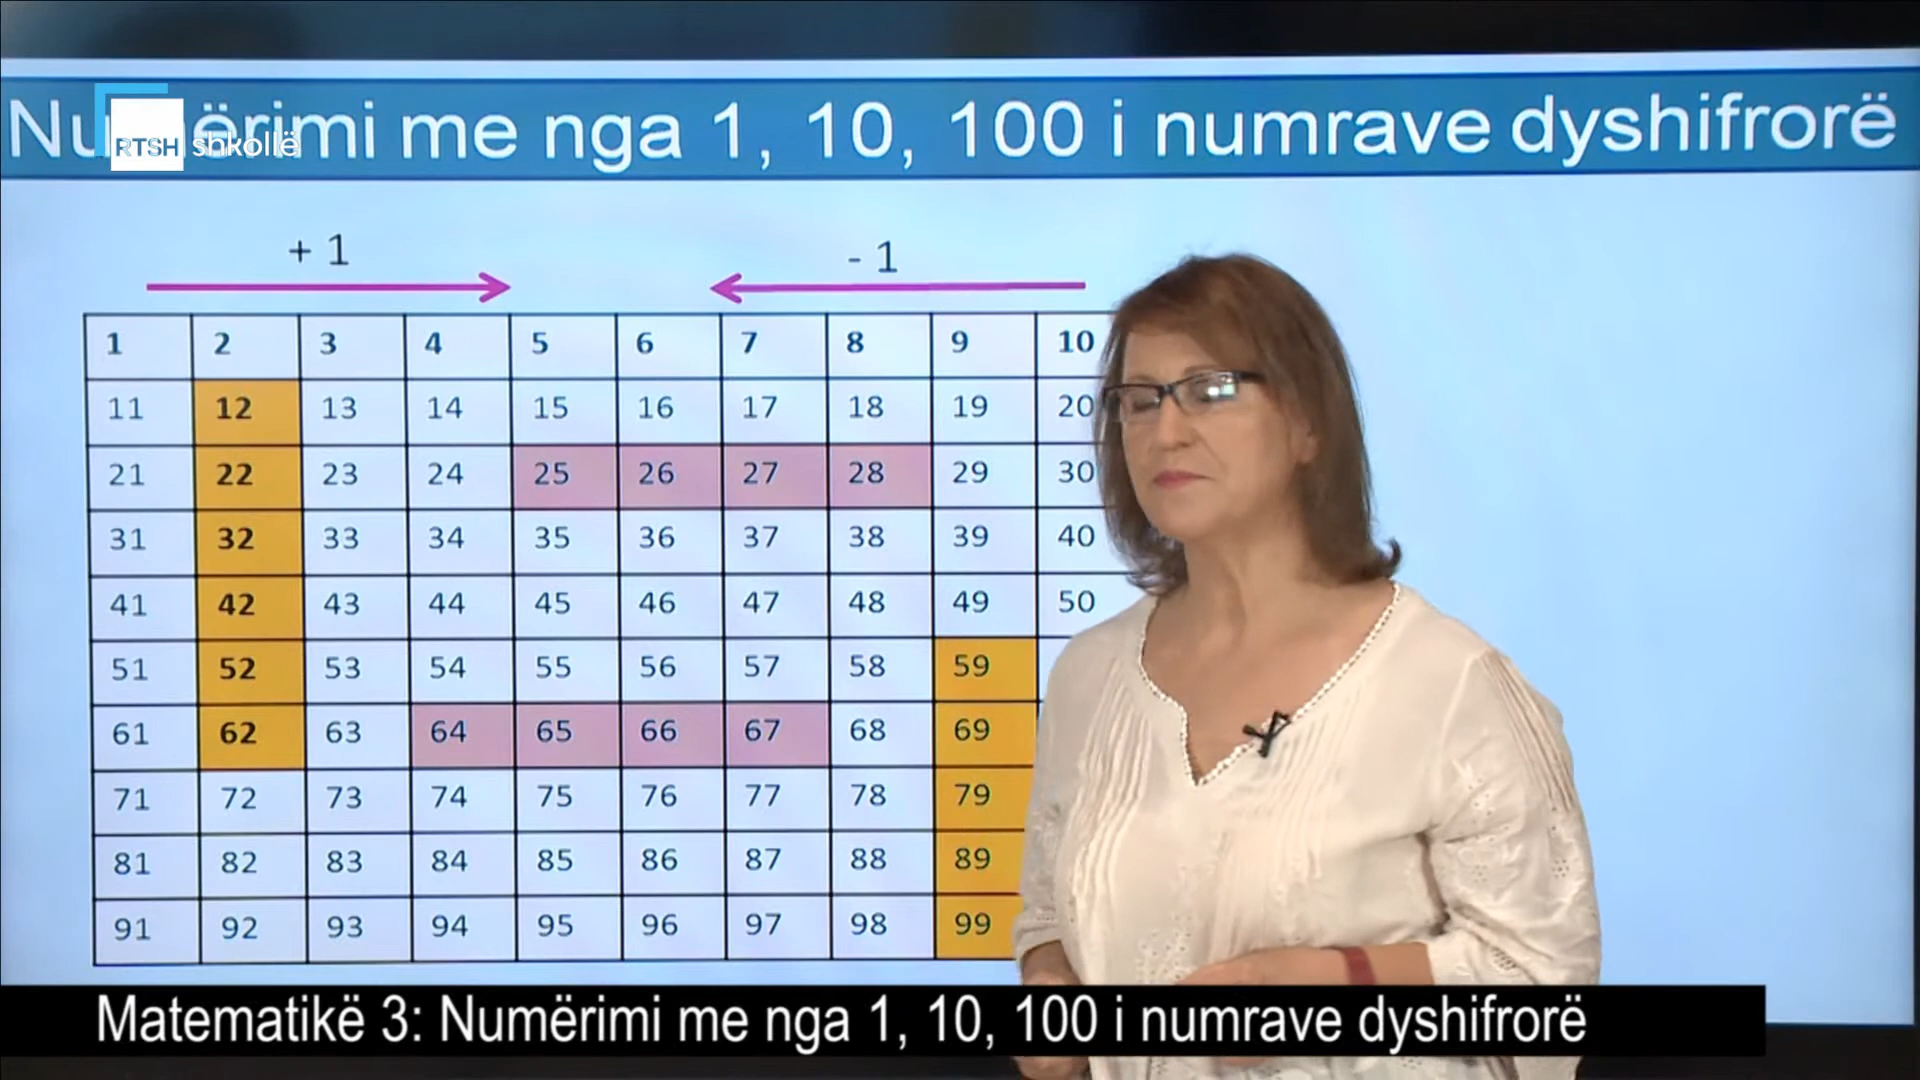 Numërimi me nga 1, 10, 100 i numrave dyshifrorë
RTSH shkollë
+ 1 - 1
1 2 3 4 5 6 7 8 9 10
11 12 13 14 15 16 17 18 19 20
21 22 23 24 25 26 27 28 29 30
31 32 33 34 35 36 37 38 39 40
41 42 43 44 45 46 47 48 49 50
51 52 53 54 55 56 57 58 59
61 62 63 64 65 66 67 68 69
71 72 73 74 75 76 77 78 79
81 82 83 84 85 86 87 88 89
91 92 93 94 95 96 97 98 99
Matematikë 3: Numërimi me nga 1, 10, 100 i numrave dyshifrorë